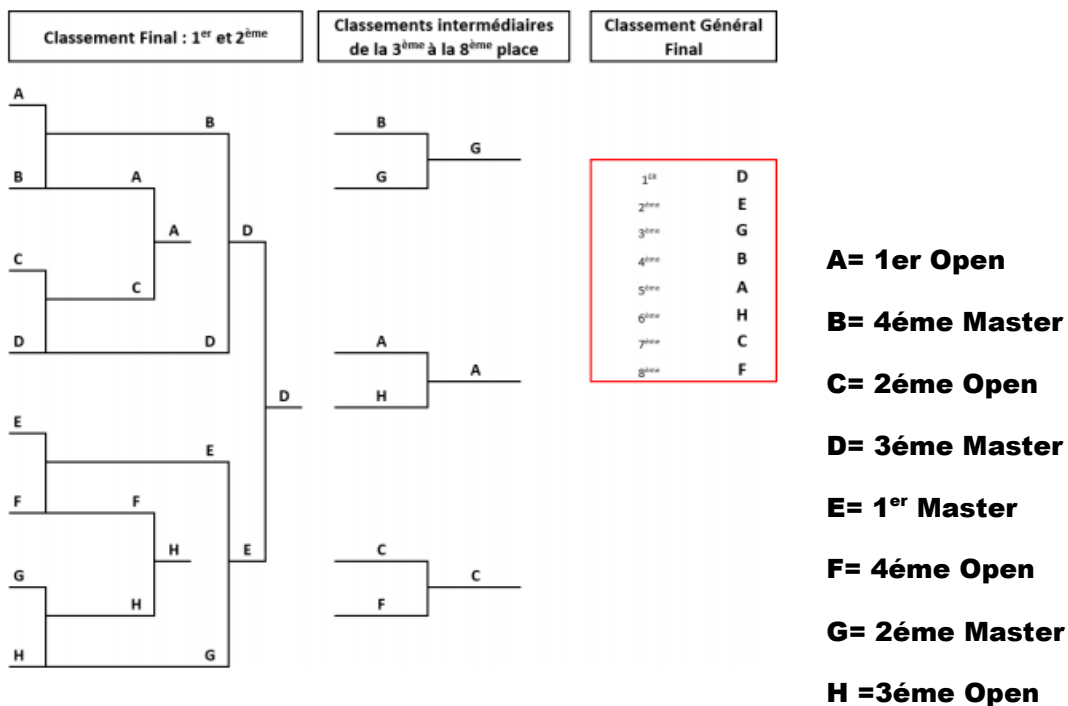 Classement Final : 1er et 2ème
Classements intermédiaires
de la 3ème à la 8ème place
Classement Général
Final
A
B
B
A
A
D
C
C
D
D
D
E
E
F
F
H
E
G
H
H
G
B
G
G
A
A
H
C
C
F
1ER D
2ème E
3ème G
4ème B
5ème A
6ème H
7ème C
8ème F
A= 1er Open
B= 4éme Master
C= 2éme Open
D= 3éme Master
E= 1er Master
F= 4éme Open
G= 2éme Master
H =3éme Open